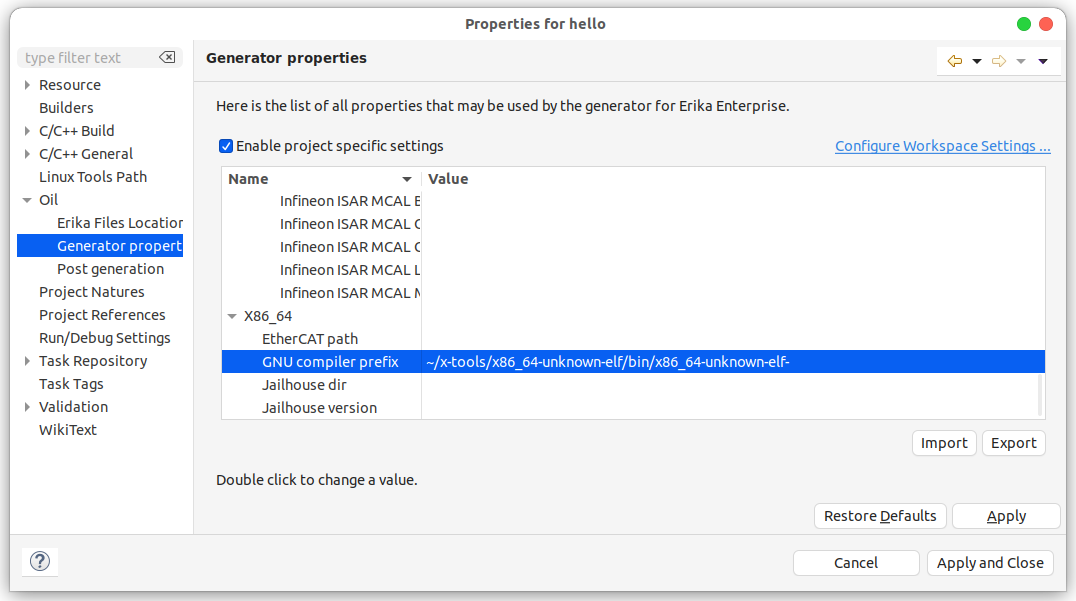 Properties for hello
type filter text
Resource
Builders
C/C++ Build
C/C++ General
Linux Tools Path
Oil
Erika Files Location
Generator propert
Post generation
Project Natures
Project References
Run/Debug Settings
Task Repository
Task Tags
Validation
WikiText
Generator properties
Here is the list of all properties that may be used by the generator for Erika Enterprise.
Enable project specific settings
Configure Workspace Settings ...
Name Value
Infineon ISAR MCAL
Infineon ISAR MCAL
Infineon ISAR MCAL
Infineon ISAR MCAL
Infineon ISAR MCAL
X86_64
EtherCAT path
GNU compiler prefix ~/x-tools/x86_64-unknown-elf/bin/x86_64-unknown-elf-
Jailhouse dir
Jailhouse version
Import Export
Double click to change a value.
Restore Defaults Apply
? Cancel Apply and Close